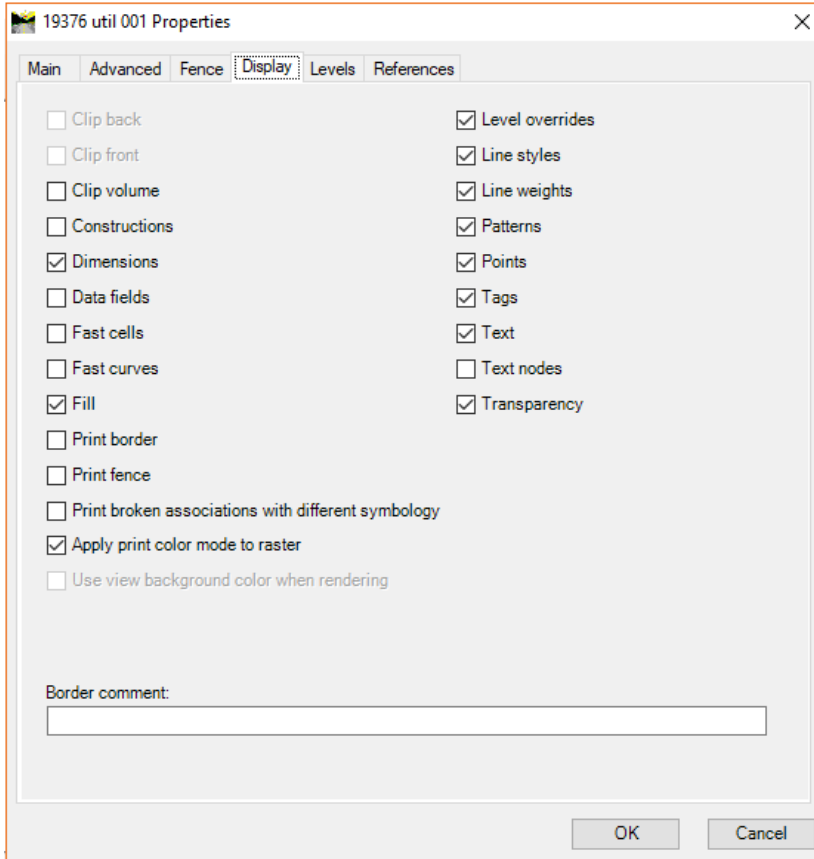 19376 util 001 Properties
Main Advanced Fence Display Levels References
Clip back
Clip front
Clip volume
Constructions
Dimensions
Data fields
Fast cells
Fast curves
Fill
Print border
Print fence
Print broken associations with different symbology
Apply print color mode to raster
Use view background color when rendering
Level overrides
Line styles
Line weights
Patterns
Points
Tags
Text
Text nodes
Transparency
Border comment:
OK Cancel